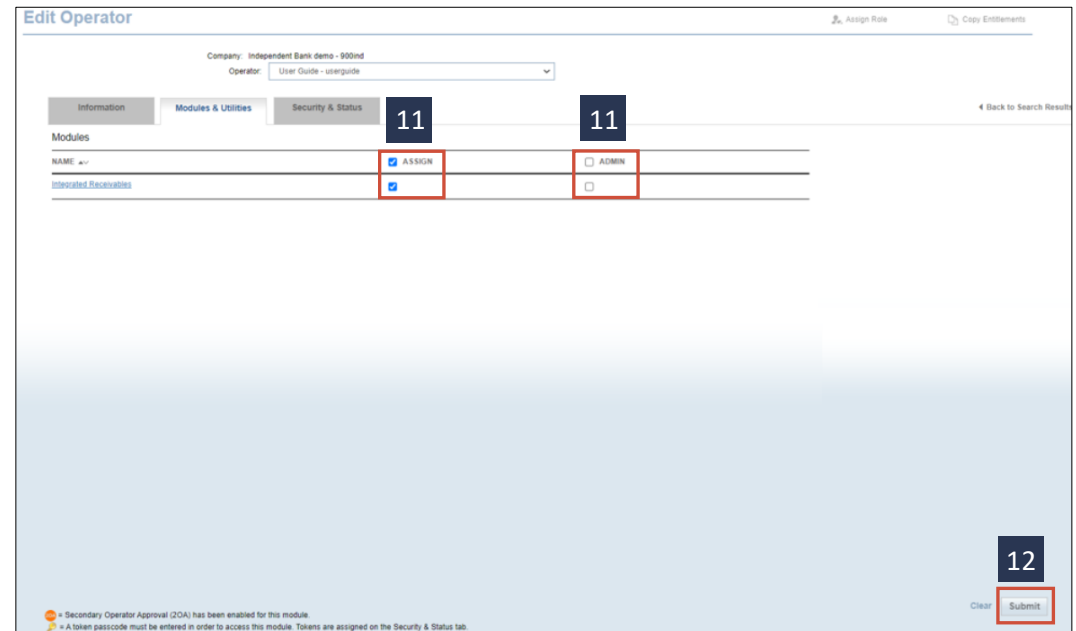 Edit Operator
Assign Role
Copy Entitlements
Company: Independent Bank demo - 900ind
Operator: User Guide - userguide
Information
Modules & Utilities
Security & Status
11
11
Back to Search Results
Modules
NAME
ASSIGN
ADMIN
Integrated Receivables
12
Clear
Submit
= Secondary Operator Approval (2OA) has been enabled for this module.
= A token passcode must be entered in order to access this module. Tokens are assigned on the Security & Status tab.